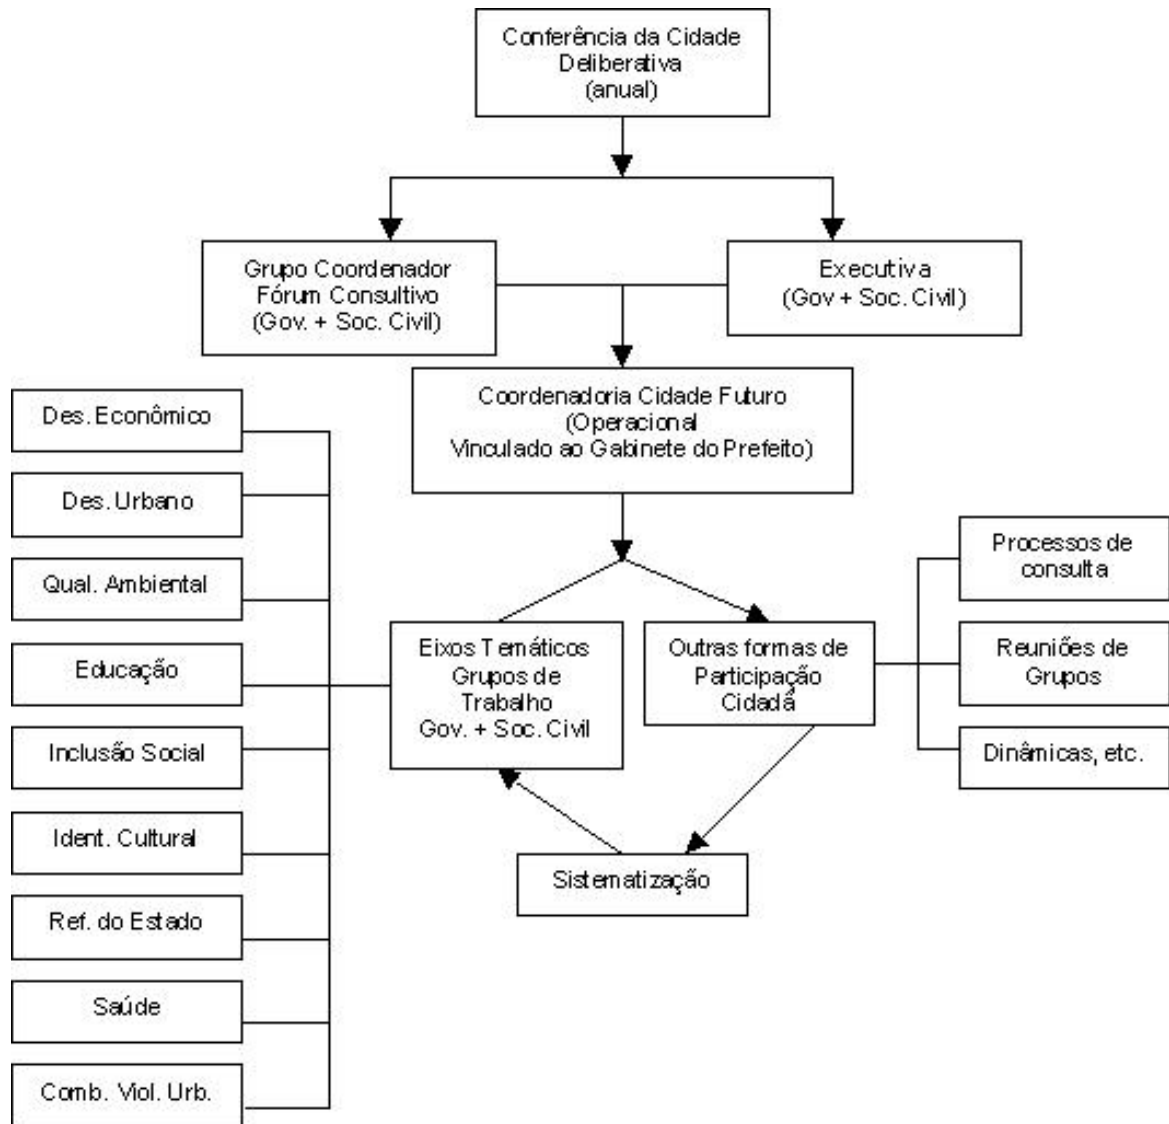 Conferência da Cidade
Deliberativa
(anual)
Grupo Coordenador
Fórum Consultivo
(Gov. + Soc. Civil)
Executiva
(Gov + Soc. Civil)
Coordenadoria Cidade Futuro
(Operacional
Vinculado ao Gabinete do Prefeito)
Des. Econômico
Des. Urbano
Qual. Ambiental
Educação
Inclusão Social
Ident. Cultural
Ref. do Estado
Saúde
Comb. Viol. Urb.
Eixos Temáticos
Grupos de
Trabalho
Gov. + Soc. Civil
Outras formas de
Participação
Cidadã
Processos de
consulta
Reuniões de
Grupos
Dinâmicas, etc.
Sistematização